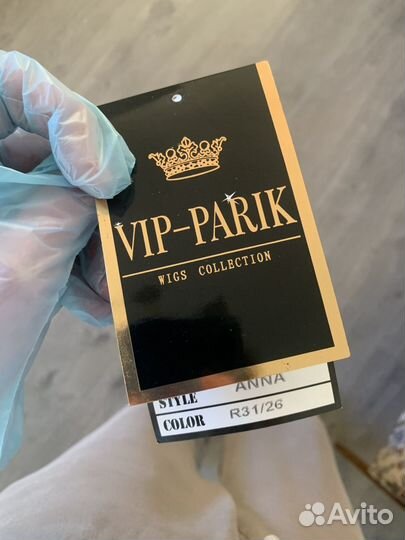 VIP-PARIK
WIGS COLLECTION
STYLE ANNA
COLOR R31/26
Avito